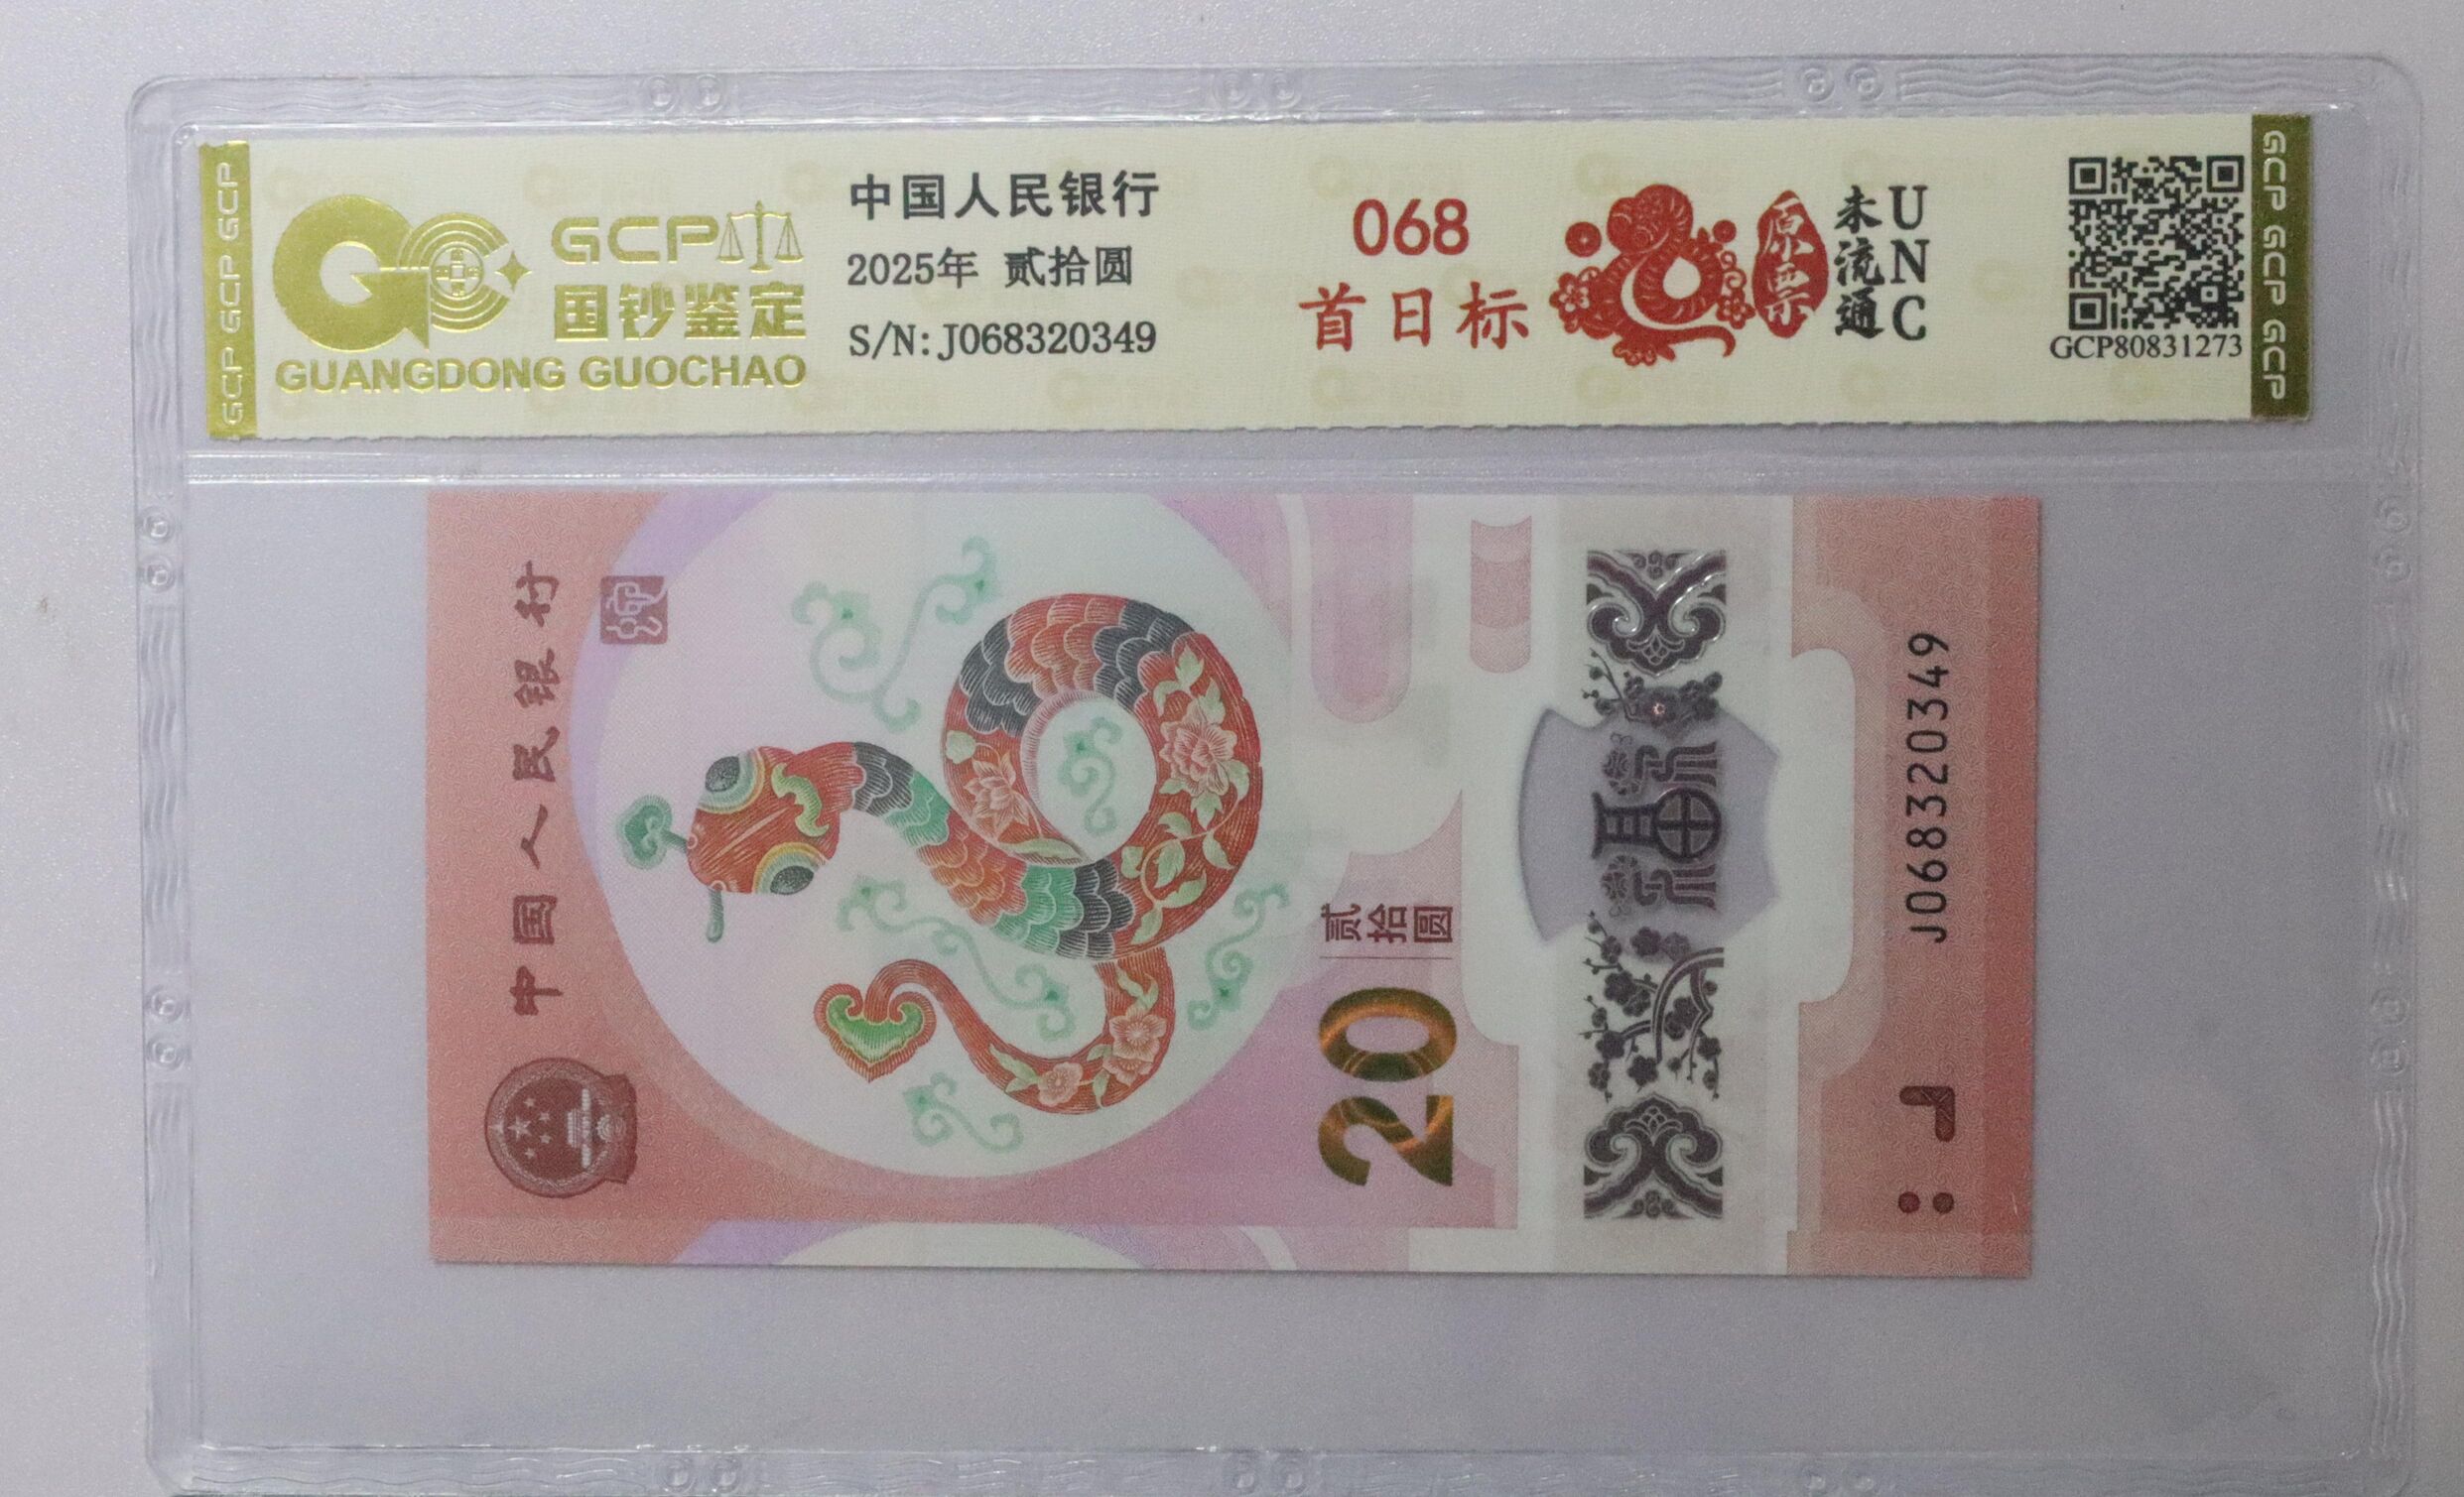 GCP GCP GCP
GCP
国钞鉴定
GUANGDONG GUOCHAO
中国人民银行
2025年 贰拾圆
S/N:J068320349
068
首日标
原票
未流通
UNC
GCP80831273
GCP GCP GCP
中国人民银行
20
贰拾圆
福
J068320349